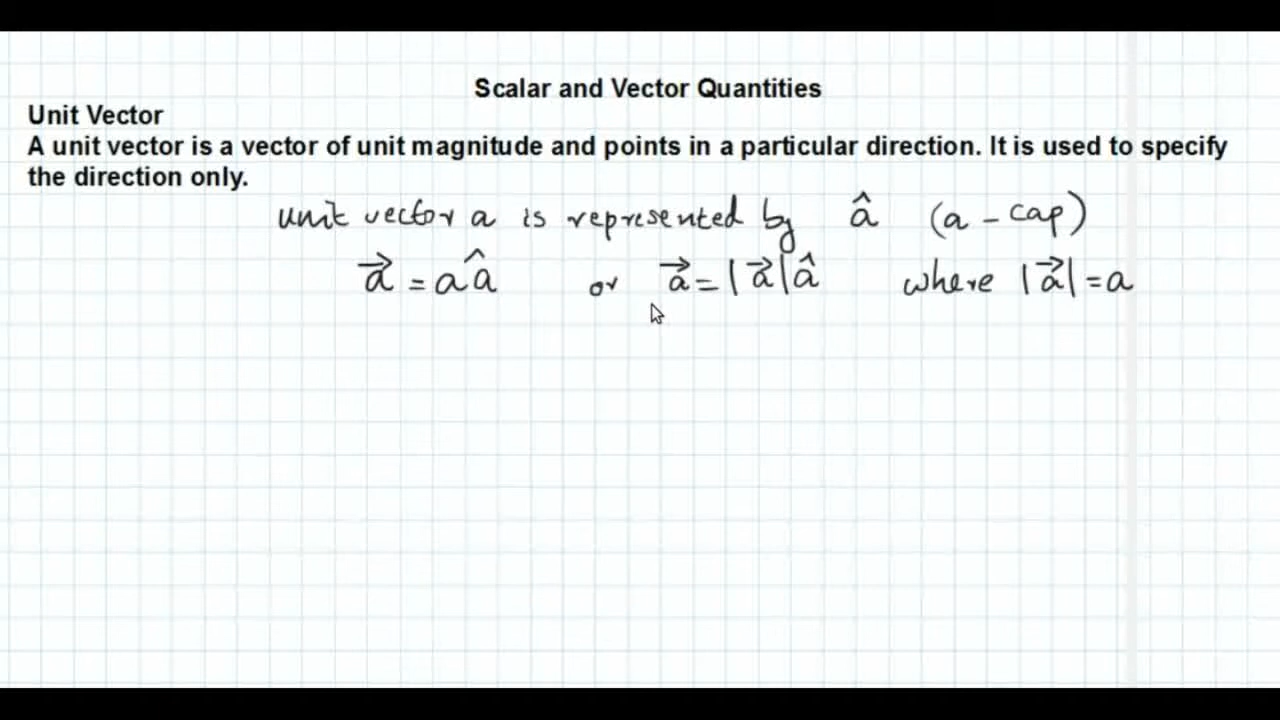 Scalar and Vector Quantities
Unit Vector
A unit vector is a vector of unit magnitude and points in a particular direction. It is used to specify
the direction only.
unit vector a is represented by â (a - cap)
a⃗ = a â or a⃗ = |a⃗| â where |a⃗| = a